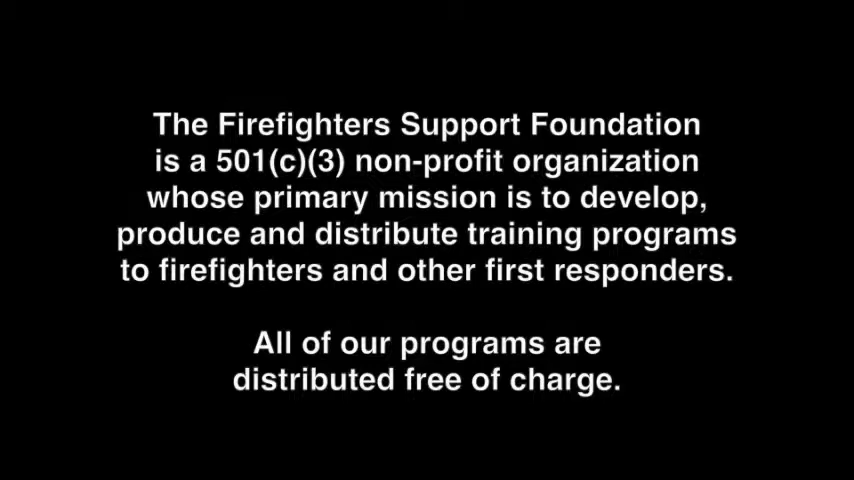 The Firefighters Support Foundation
is a 501(c)(3) non-profit organization
whose primary mission is to develop,
produce and distribute training programs
to firefighters and other first responders.
All of our programs are
distributed free of charge.